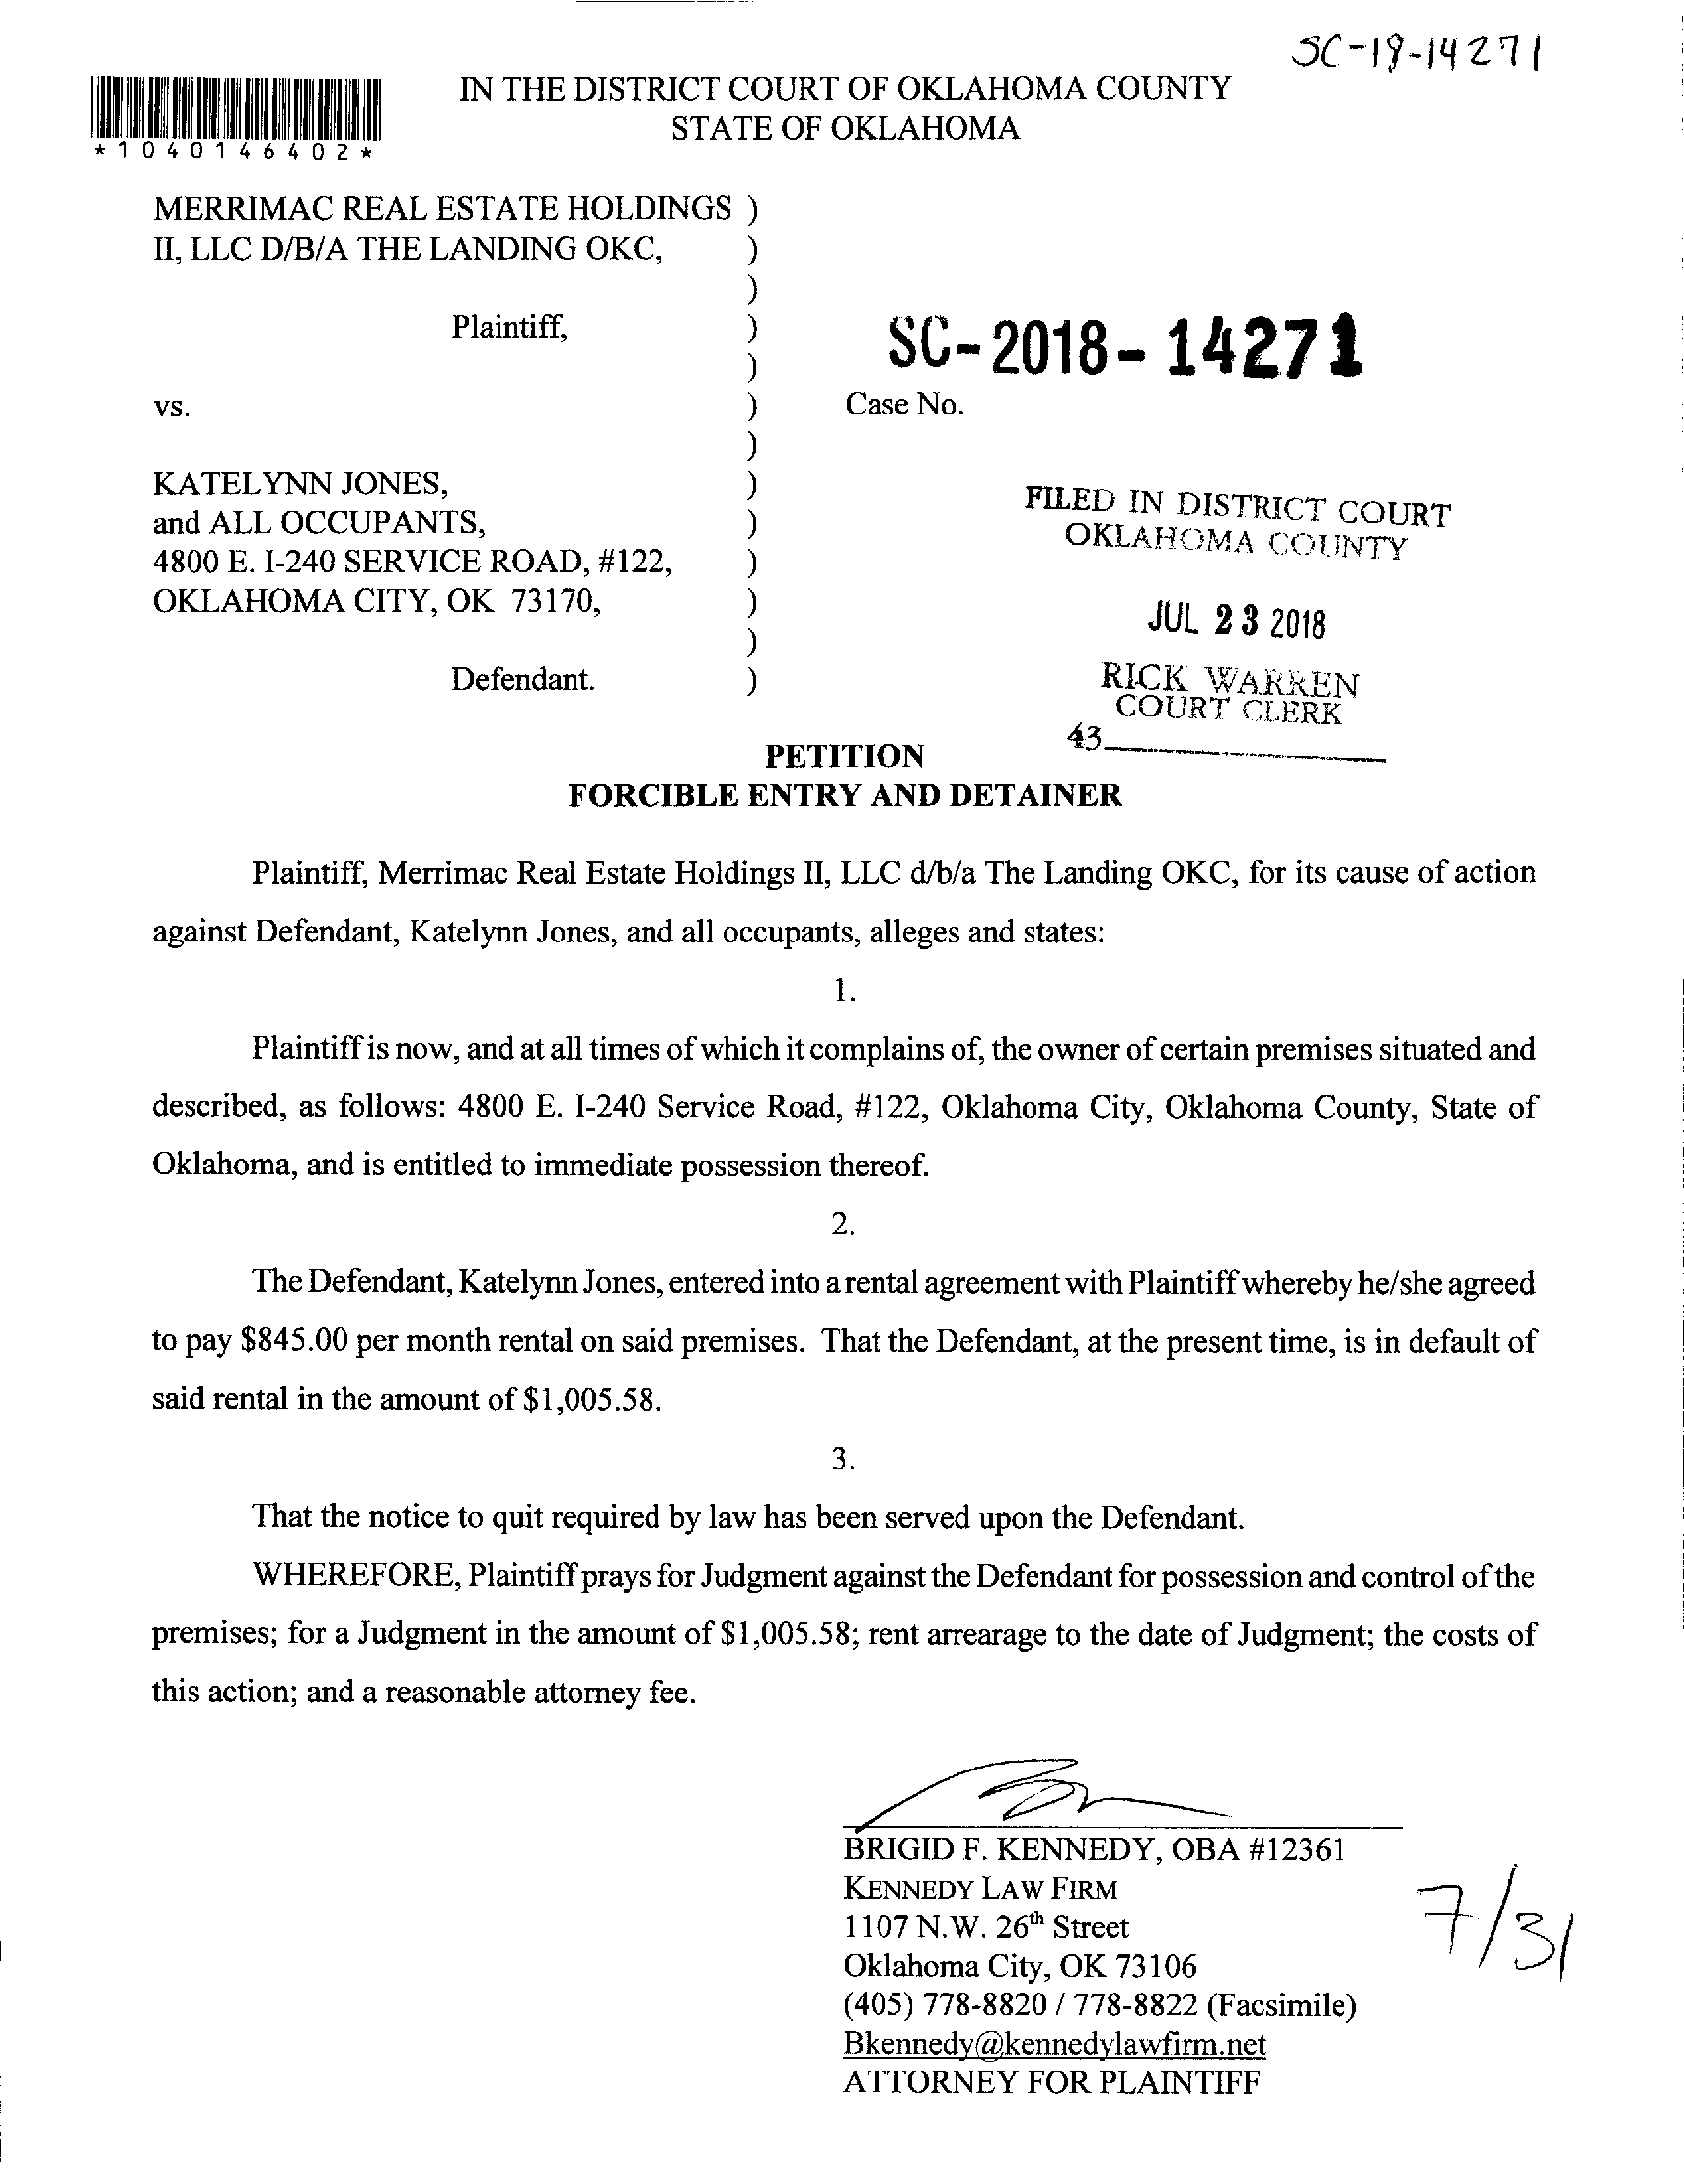 SC-18-14271
IN THE DISTRICT COURT OF OKLAHOMA COUNTY
STATE OF OKLAHOMA
*1040146402*
MERRIMAC REAL ESTATE HOLDINGS )
II, LLC D/B/A THE LANDING OKC, )
)
Plaintiff, )
)
SC-2018-14271
vs. ) Case No.
)
KATELYNN JONES, )
and ALL OCCUPANTS, )
4800 E. I-240 SERVICE ROAD, #122, )
OKLAHOMA CITY, OK 73170, )
)
Defendant. )
FILED IN DISTRICT COURT
OKLAHOMA COUNTY
JUL 23 2018
RICK WARREN
COURT CLERK
43
PETITION
FORCIBLE ENTRY AND DETAINER
Plaintiff, Merrimac Real Estate Holdings II, LLC d/b/a The Landing OKC, for its cause of action
against Defendant, Katelynn Jones, and all occupants, alleges and states:
1.
Plaintiff is now, and at all times of which it complains of, the owner of certain premises situated and
described, as follows: 4800 E. I-240 Service Road, #122, Oklahoma City, Oklahoma County, State of
Oklahoma, and is entitled to immediate possession thereof.
2.
The Defendant, Katelynn Jones, entered into a rental agreement with Plaintiff whereby he/she agreed
to pay $845.00 per month rental on said premises. That the Defendant, at the present time, is in default of
said rental in the amount of $1,005.58.
3.
That the notice to quit required by law has been served upon the Defendant.
WHEREFORE, Plaintiff prays for Judgment against the Defendant for possession and control of the
premises; for a Judgment in the amount of $1,005.58; rent arrearage to the date of Judgment; the costs of
this action; and a reasonable attorney fee.
BRIGID F. KENNEDY, OBA #12361
KENNEDY LAW FIRM
1107 N.W. 26th Street
Oklahoma City, OK 73106
(405) 778-8820 / 778-8822 (Facsimile)
Bkennedy@kennedylawfirm.net
ATTORNEY FOR PLAINTIFF
7/31